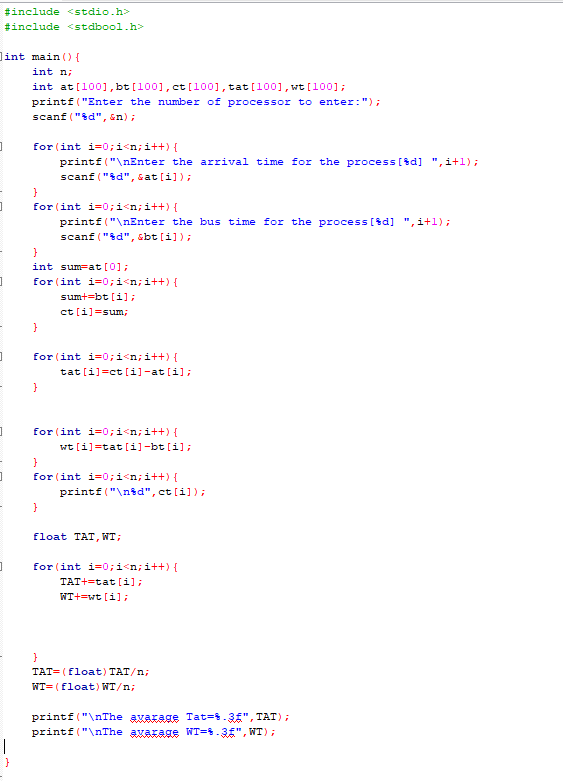 #include <stdio.h>
#include <stdbool.h>
int main(){
int n;
int at[100],bt[100],ct[100],tat[100],wt[100];
printf("Enter the number of processor to enter:");
scanf("%d",&n);
for(int i=0;i<n;i++){
printf("\nEnter the arrival time for the process[%d] ",i+1);
scanf("%d",&at[i]);
}
for(int i=0;i<n;i++){
printf("\nEnter the bus time for the process[%d] ",i+1);
scanf("%d",&bt[i]);
}
int sum=at[0];
for(int i=0;i<n;i++){
sum+=bt[i];
ct[i]=sum;
}
for(int i=0;i<n;i++){
tat[i]=ct[i]-at[i];
}
for(int i=0;i<n;i++){
wt[i]=tat[i]-bt[i];
}
for(int i=0;i<n;i++){
printf("\n%d",ct[i]);
}
float TAT,WT;
for(int i=0;i<n;i++){
TAT+=tat[i];
WT+=wt[i];
}
TAT=(float)TAT/n;
WT=(float)WT/n;
printf("\nThe avarage Tat=%.3f",TAT);
printf("\nThe avarage WT=%.3f",WT);
}